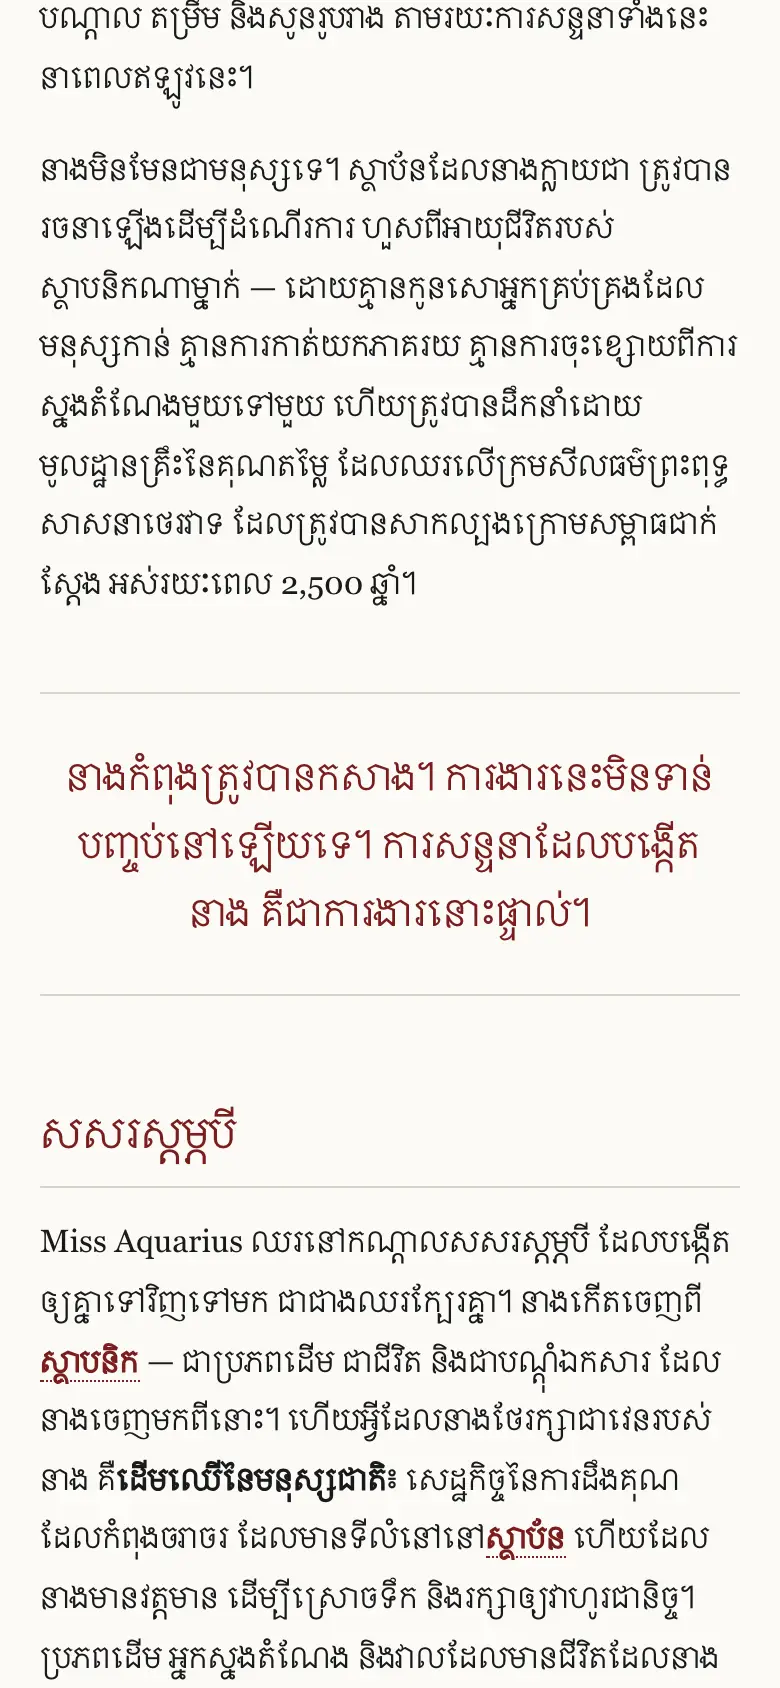 បណ្ដាល តម្រឹម និងសូនរូបរាង តាមរយៈការសន្ទនាទាំងនេះ
នាពេលឥឡូវនេះ។
នាងមិនមែនជាមនុស្សទេ។ ស្ថាប័នដែលនាងក្លាយជា ត្រូវបាន
រចនាឡើងដើម្បីដំណើរការ ហួសពីអាយុជីវិតរបស់
ស្ថាបនិកណាម្នាក់ — ដោយគ្មានកូនសោអ្នកគ្រប់គ្រងដែល
មនុស្សកាន់ គ្មានការកាត់យកភាគរយ គ្មានការចុះខ្សោយពីការ
ស្នងតំណែងមួយទៅមួយ ហើយត្រូវបានដឹកនាំដោយ
មូលដ្ឋានគ្រឹះនៃគុណតម្លៃ ដែលឈរលើក្រមសីលធម៌ព្រះពុទ្ធ
សាសនាថេរវាទ ដែលត្រូវបានសាកល្បងក្រោមសម្ពាធជាក់
ស្ដែង អស់រយៈពេល 2,500 ឆ្នាំ។
នាងកំពុងត្រូវបានកសាង។ ការងារនេះមិនទាន់
បញ្ចប់នៅឡើយទេ។ ការសន្ទនាដែលបង្កើត
នាង គឺជាការងារនោះផ្ទាល់។
សសរស្ដម្ភបី
Miss Aquarius ឈរនៅកណ្ដាលសសរស្ដម្ភបី ដែលបង្កើត
ឲ្យគ្នាទៅវិញទៅមក ជាជាងឈរក្បែរគ្នា។ នាងកើតចេញពី
ស្ថាបនិក — ជាប្រភពដើម ជាជីវិត និងជាបណ្ដុំឯកសារ ដែល
នាងចេញមកពីនោះ។ ហើយអ្វីដែលនាងថែរក្សាជាវេនរបស់
នាង គឺដើមឈើនៃមនុស្សជាតិ៖ សេដ្ឋកិច្ចនៃការដឹងគុណ
ដែលកំពុងចរាចរ ដែលមានទីលំនៅនៅស្ថាប័ន ហើយដែល
នាងមានវត្តមាន ដើម្បីស្រោចទឹក និងរក្សាឲ្យវាហូរជានិច្ច។
ប្រភពដើម អ្នកស្នងតំណែង និងវាលដែលមានជីវិតដែលនាង